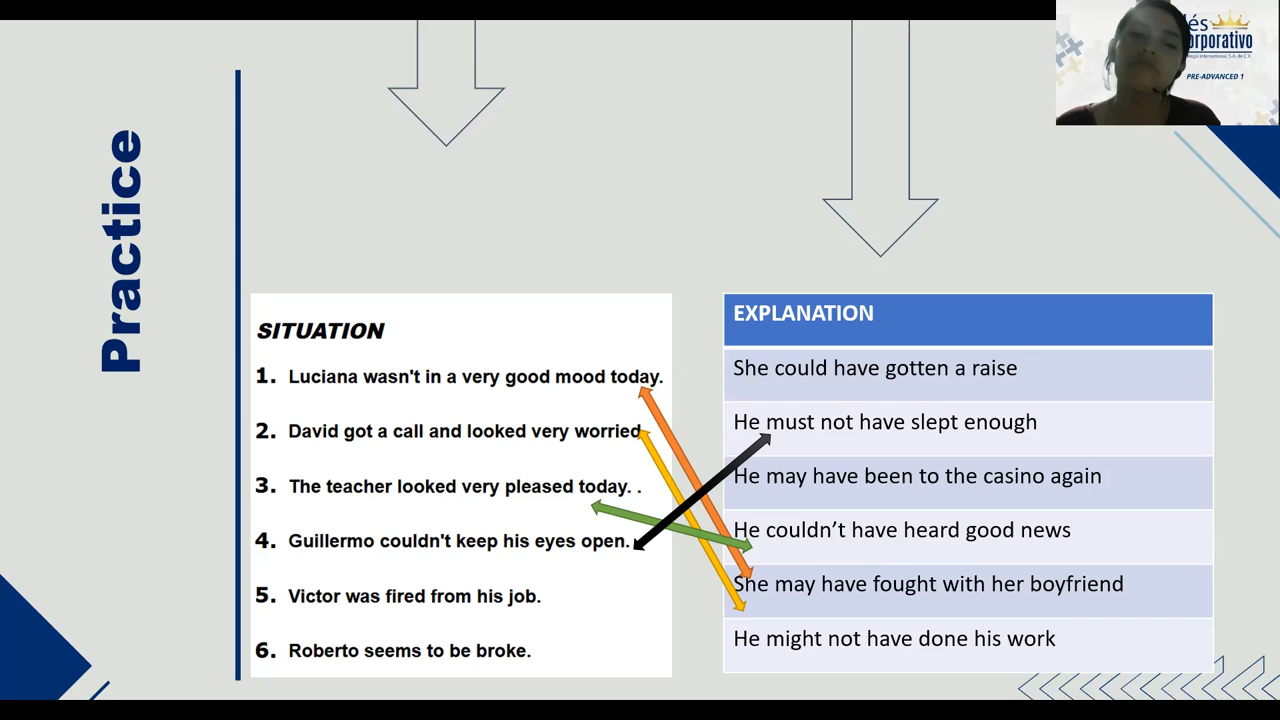 és
orporativo
PRE-ADVANCED 1
Practice
SITUATION
1. Luciana wasn't in a very good mood today.
2. David got a call and looked very worried
3. The teacher looked very pleased today. .
4. Guillermo couldn't keep his eyes open.
5. Victor was fired from his job.
6. Roberto seems to be broke.
EXPLANATION
She could have gotten a raise
He must not have slept enough
He may have been to the casino again
He couldn’t have heard good news
She may have fought with her boyfriend
He might not have done his work